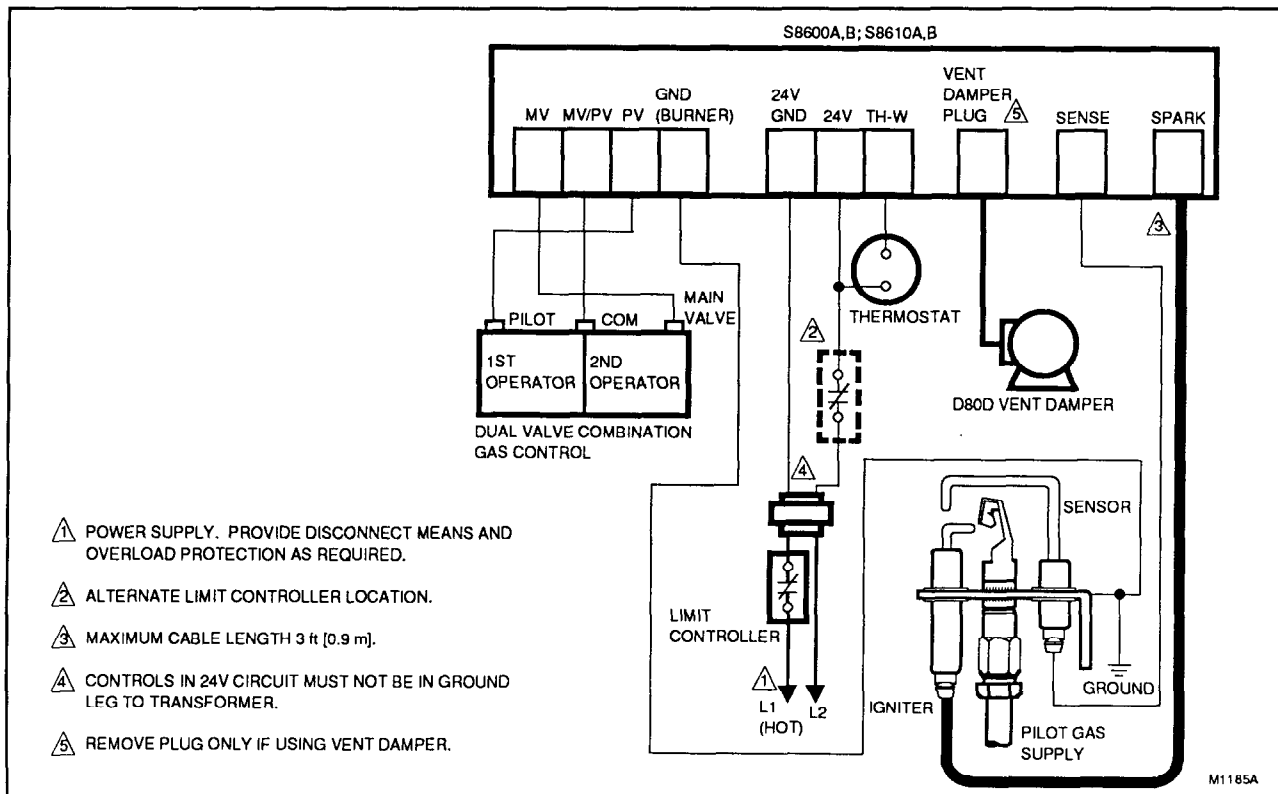 S8600A,B; S8610A,B
MV
MV/PV
PV
GND
(BURNER)
24V
GND
24V
TH-W
VENT
DAMPER
PLUG
5
SENSE
SPARK
3
MAIN
VALVE
PILOT
COM
1ST
OPERATOR
2ND
OPERATOR
DUAL VALVE COMBINATION
GAS CONTROL
THERMOSTAT
2
D80D VENT DAMPER
4
LIMIT
CONTROLLER
1
L1
(HOT)
L2
SENSOR
IGNITER
GROUND
PILOT GAS
SUPPLY
1 POWER SUPPLY. PROVIDE DISCONNECT MEANS AND
OVERLOAD PROTECTION AS REQUIRED.
2 ALTERNATE LIMIT CONTROLLER LOCATION.
3 MAXIMUM CABLE LENGTH 3 ft [0.9 m].
4 CONTROLS IN 24V CIRCUIT MUST NOT BE IN GROUND
LEG TO TRANSFORMER.
5 REMOVE PLUG ONLY IF USING VENT DAMPER.
M1185A